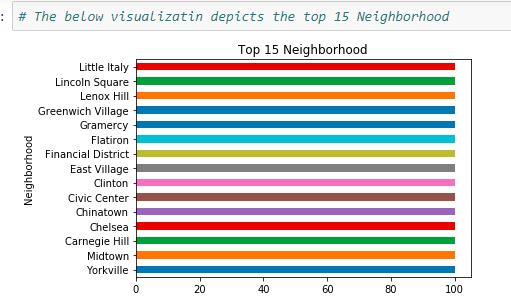 : # The below visualizatin depicts the top 15 Neighborhood
Top 15 Neighborhood
Little Italy
Lincoln Square
Lenox Hill
Greenwich Village
Gramercy
Flatiron
Financial District
East Village
Clinton
Civic Center
Chinatown
Chelsea
Carnegie Hill
Midtown
Yorkville
Neighborhood
0 20 40 60 80 100